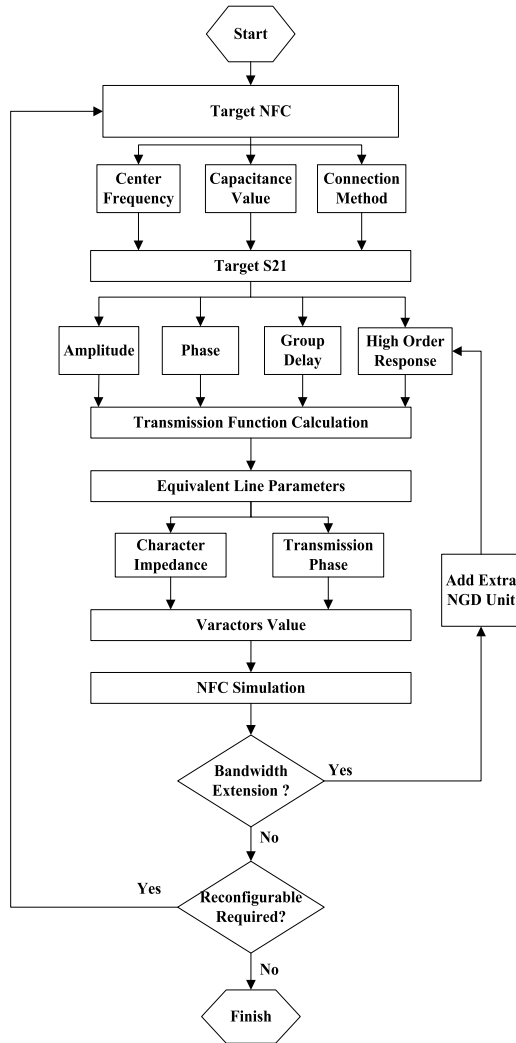 Start
Target NFC
Center
Frequency
Capacitance
Value
Connection
Method
Target S21
Amplitude
Phase
Group
Delay
High Order
Response
Transmission Function Calculation
Equivalent Line Parameters
Character
Impedance
Transmission
Phase
Add Extra
NGD Unit
Varactors Value
NFC Simulation
Bandwidth
Extension ?
Yes
No
Yes
Reconfigurable
Required?
No
Finish